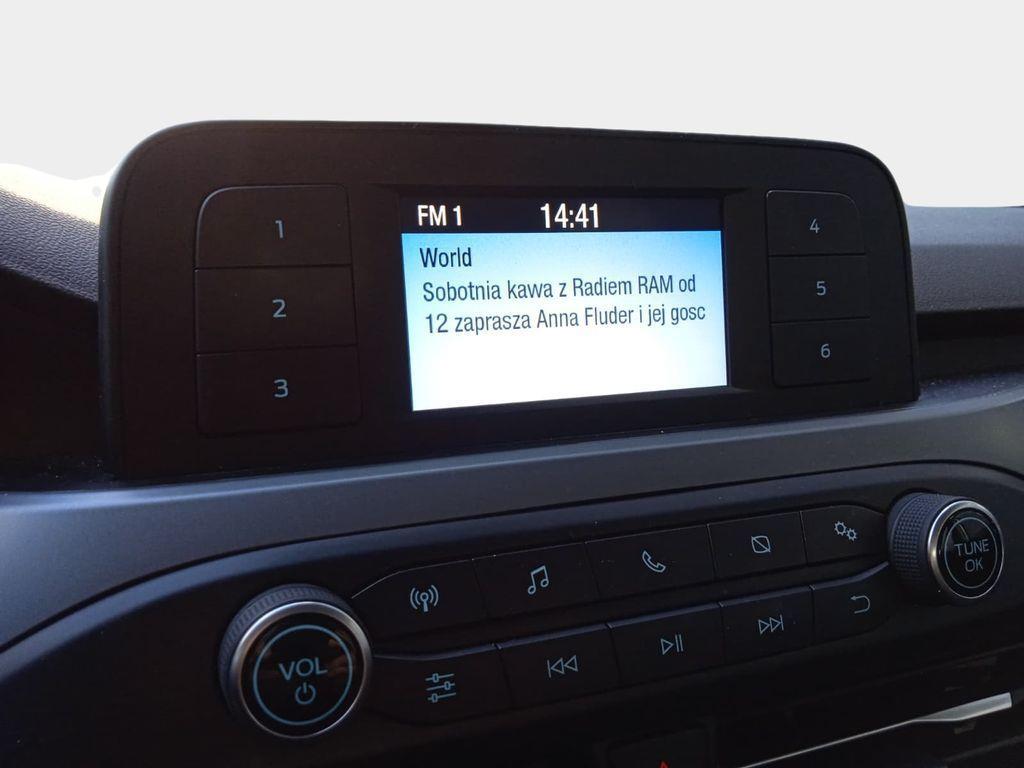 FM 1 14:41
World
Sobotnia kawa z Radiem RAM od
12 zaprasza Anna Fluder i jej gosc
1
2
3
4
5
6
VOL
TUNE
OK